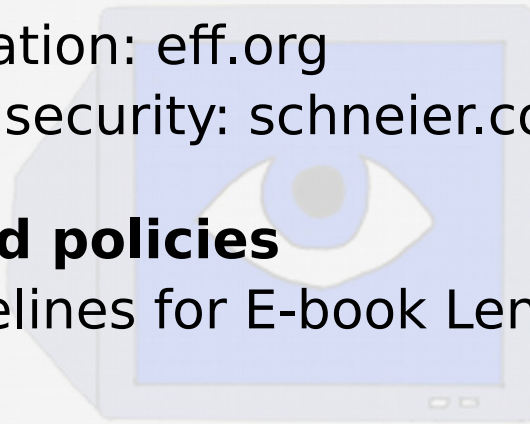 ation: eff.org
security: schneier.co
d policies
elines for E-book Len